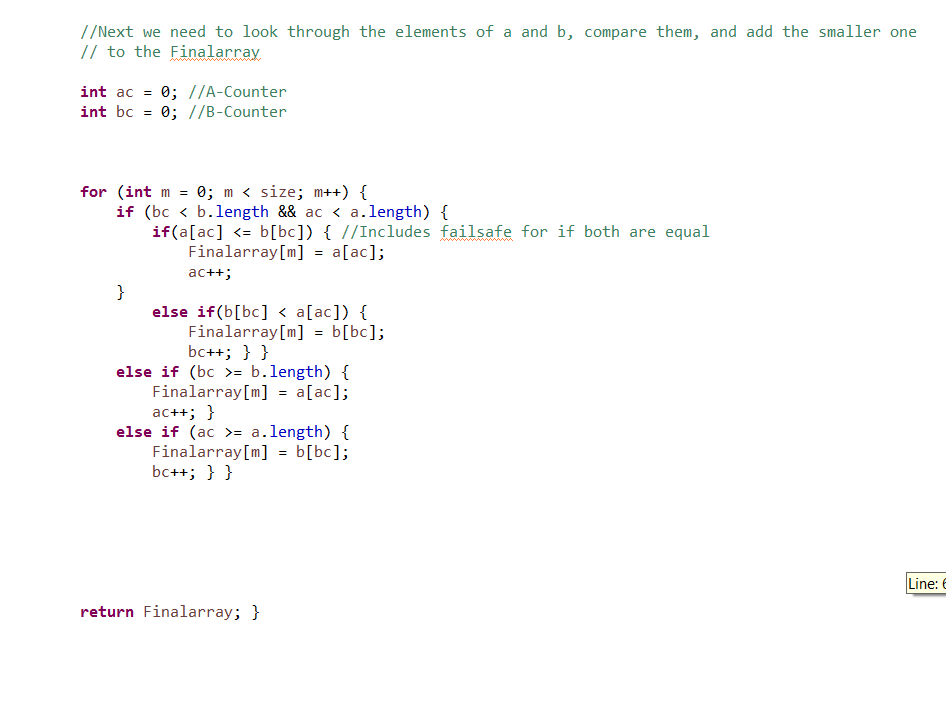 //Next we need to look through the elements of a and b, compare them, and add the smaller one
// to the Finalarray
int ac = 0; //A-Counter
int bc = 0; //B-Counter
for (int m = 0; m < size; m++) {
if (bc < b.length && ac < a.length) {
if(a[ac] <= b[bc]) { //Includes failsafe for if both are equal
Finalarray[m] = a[ac];
ac++;
}
else if(b[bc] < a[ac]) {
Finalarray[m] = b[bc];
bc++; } }
else if (bc >= b.length) {
Finalarray[m] = a[ac];
ac++; }
else if (ac >= a.length) {
Finalarray[m] = b[bc];
bc++; } }
Line: 6
return Finalarray; }